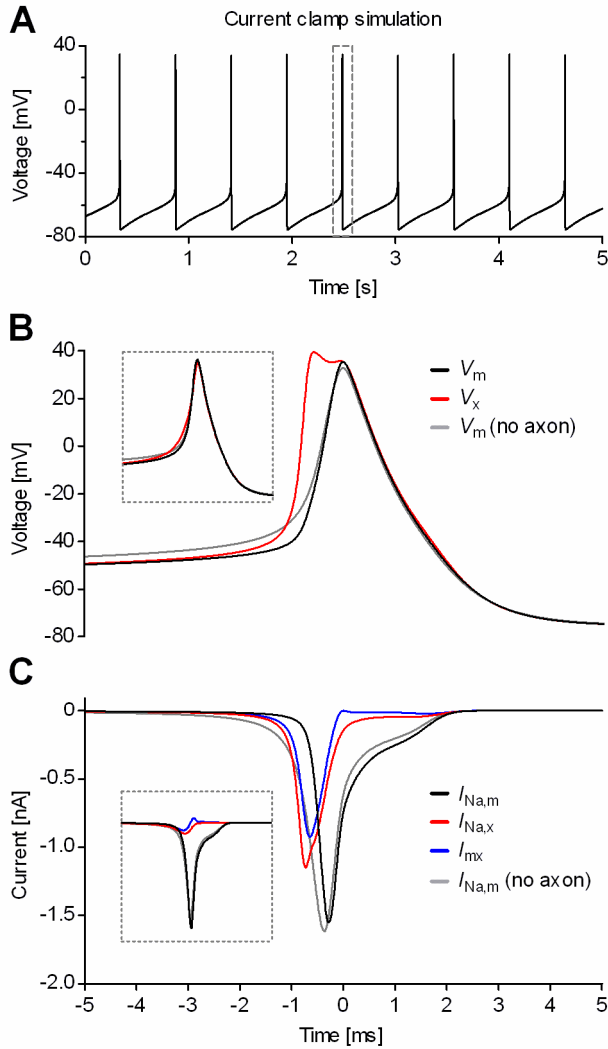 A
Current clamp simulation
Voltage [mV]
40
0
-40
-80
0 1 2 3 4 5
Time [s]
B
Voltage [mV]
40
20
0
-20
-40
-60
-80
Vm
Vx
Vm (no axon)
C
Current [nA]
0
-0.5
-1.0
-1.5
-2.0
INa,m
INa,x
Imx
INa,m (no axon)
-5 -4 -3 -2 -1 0 1 2 3 4 5
Time [ms]